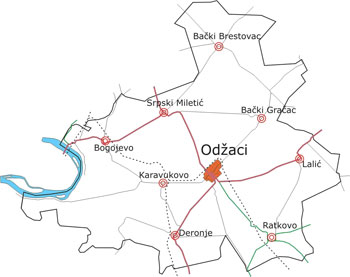 Bački Brestovac
Srpski Miletić
Bački Gračac
Bogojevo
Odžaci
Lalić
Karavukovo
Ratkovo
Deronje